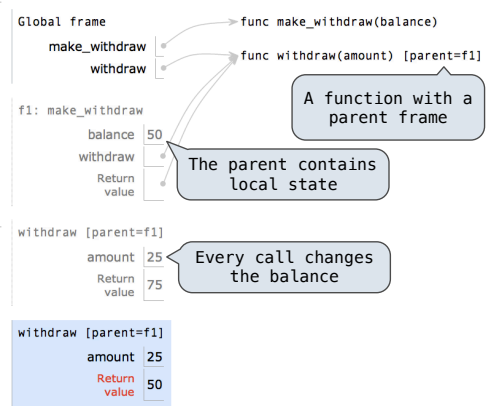 Global frame
make_withdraw
withdraw
func make_withdraw(balance)
func withdraw(amount) [parent=f1]
A function with a
parent frame
f1: make_withdraw
balance 50
withdraw
Return
value
The parent contains
local state
withdraw [parent=f1]
amount 25
Return
value 75
Every call changes
the balance
withdraw [parent=f1]
amount 25
Return
value 50